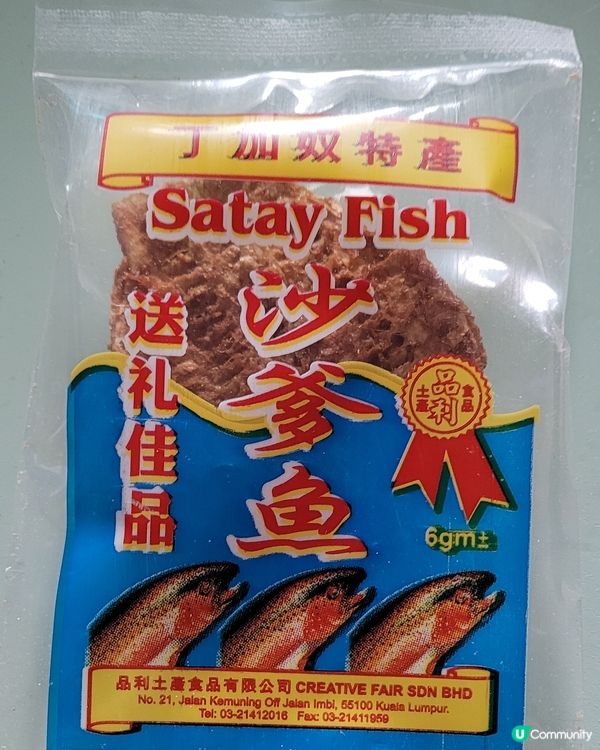 丁加奴特產
Satay Fish
送礼佳品
沙爹鱼
土產
品利
食品
6gm±
品利土產食品有限公司 CREATIVE FAIR SDN BHD
No. 21, Jalan Kemuning Off Jalan Imbi, 55100 Kuala Lumpur.
Tel: 03-21412016 Fax: 03-21411959
U Community